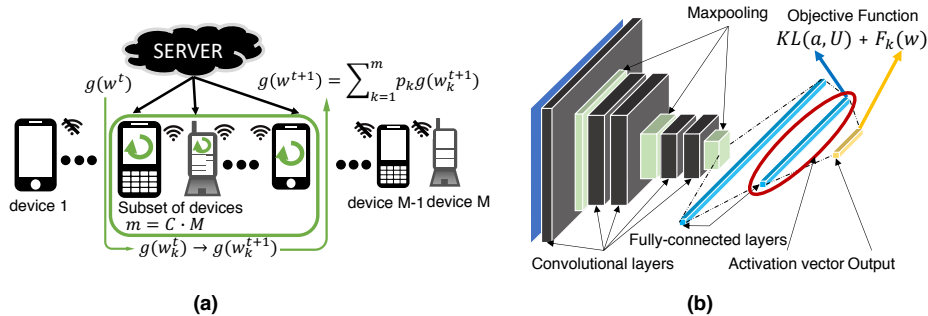 SERVER
g(w^t)
g(w^{t+1}) = \sum_{k=1}^{m} p_k g(w_k^{t+1})
device 1
Subset of devices
m = C · M
device M-1 device M
g(w_k^t) → g(w_k^{t+1})
(a)
Maxpooling
Objective Function
KL(a, U) + F_k(w)
Fully-connected layers
Convolutional layers
Activation vector Output
(b)